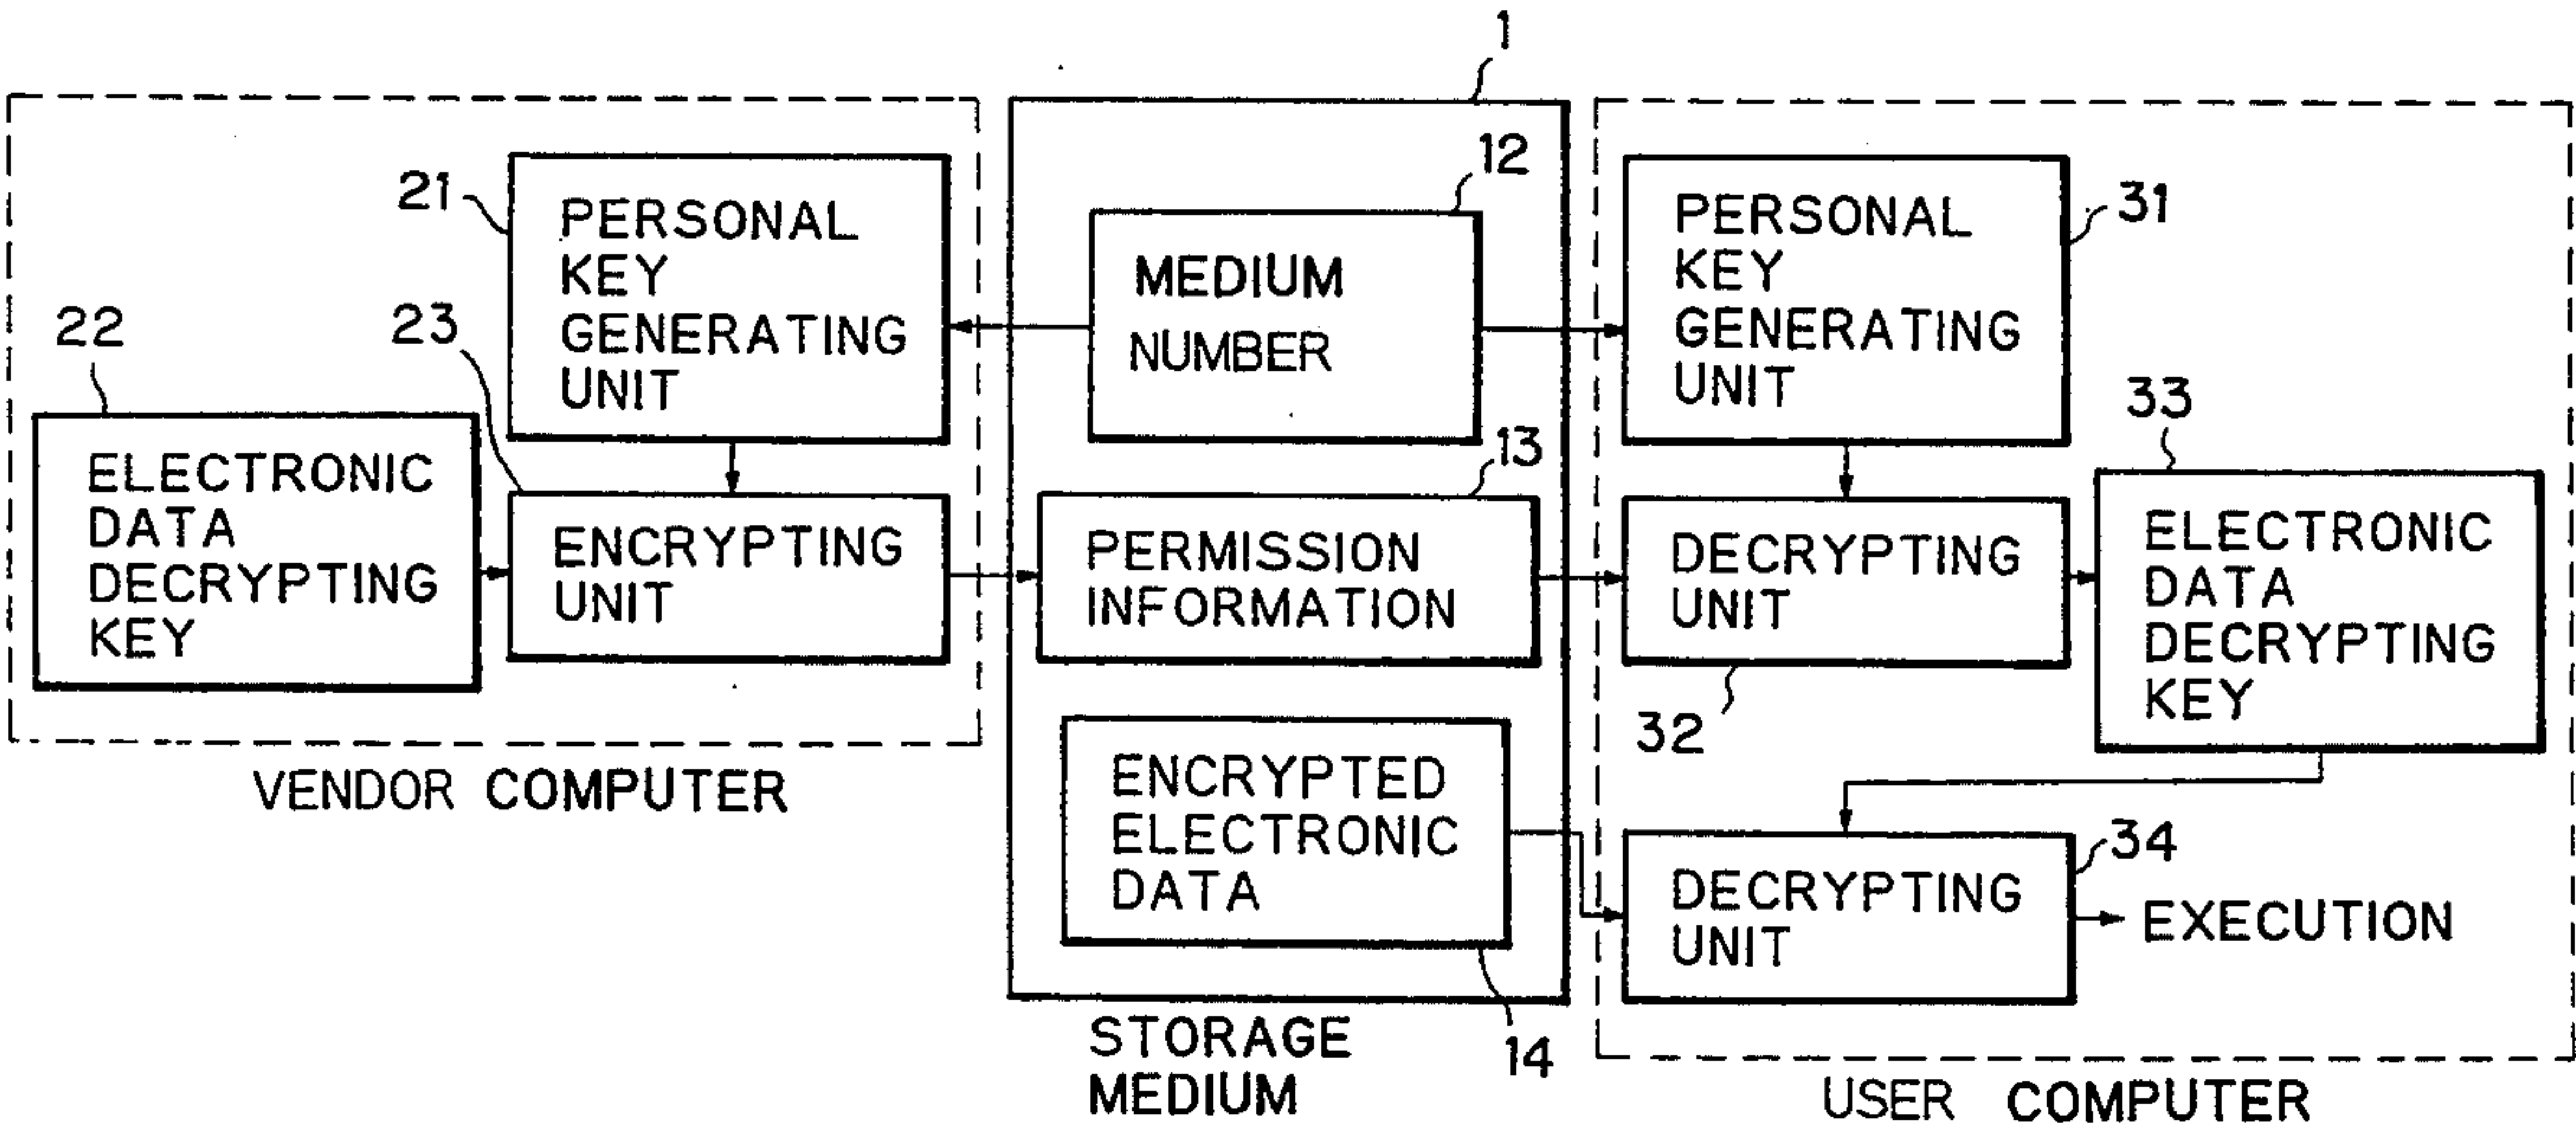 1
21
PERSONAL
KEY
GENERATING
UNIT
22
ELECTRONIC
DATA
DECRYPTING
KEY
23
ENCRYPTING
UNIT
VENDOR COMPUTER
12
MEDIUM
NUMBER
13
PERMISSION
INFORMATION
ENCRYPTED
ELECTRONIC
DATA
14
STORAGE
MEDIUM
31
PERSONAL
KEY
GENERATING
UNIT
DECRYPTING
UNIT
32
33
ELECTRONIC
DATA
DECRYPTING
KEY
34
DECRYPTING
UNIT
EXECUTION
USER COMPUTER